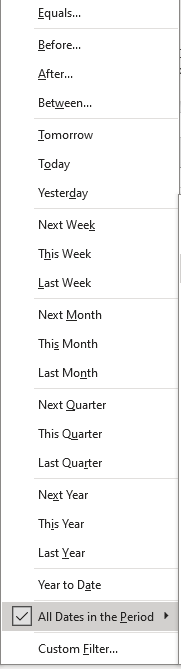 Equals...
Before...
After...
Between...
Tomorrow
Today
Yesterday
Next Week
This Week
Last Week
Next Month
This Month
Last Month
Next Quarter
This Quarter
Last Quarter
Next Year
This Year
Last Year
Year to Date
All Dates in the Period
Custom Filter...